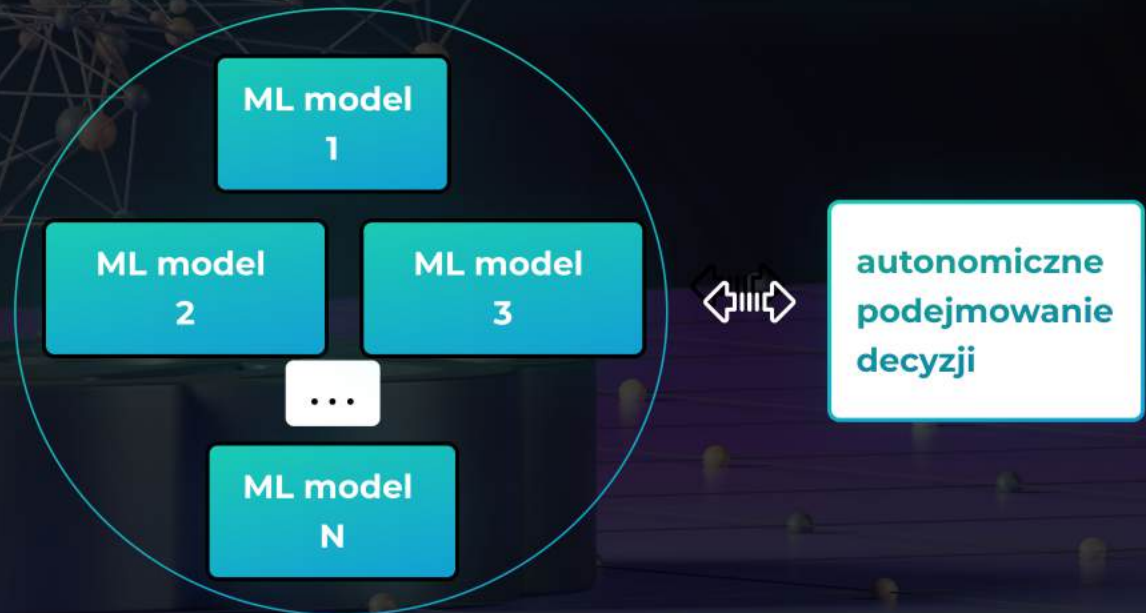 ML model
1
ML model
2
ML model
3
...
ML model
N
autonomiczne
podejmowanie
decyzji